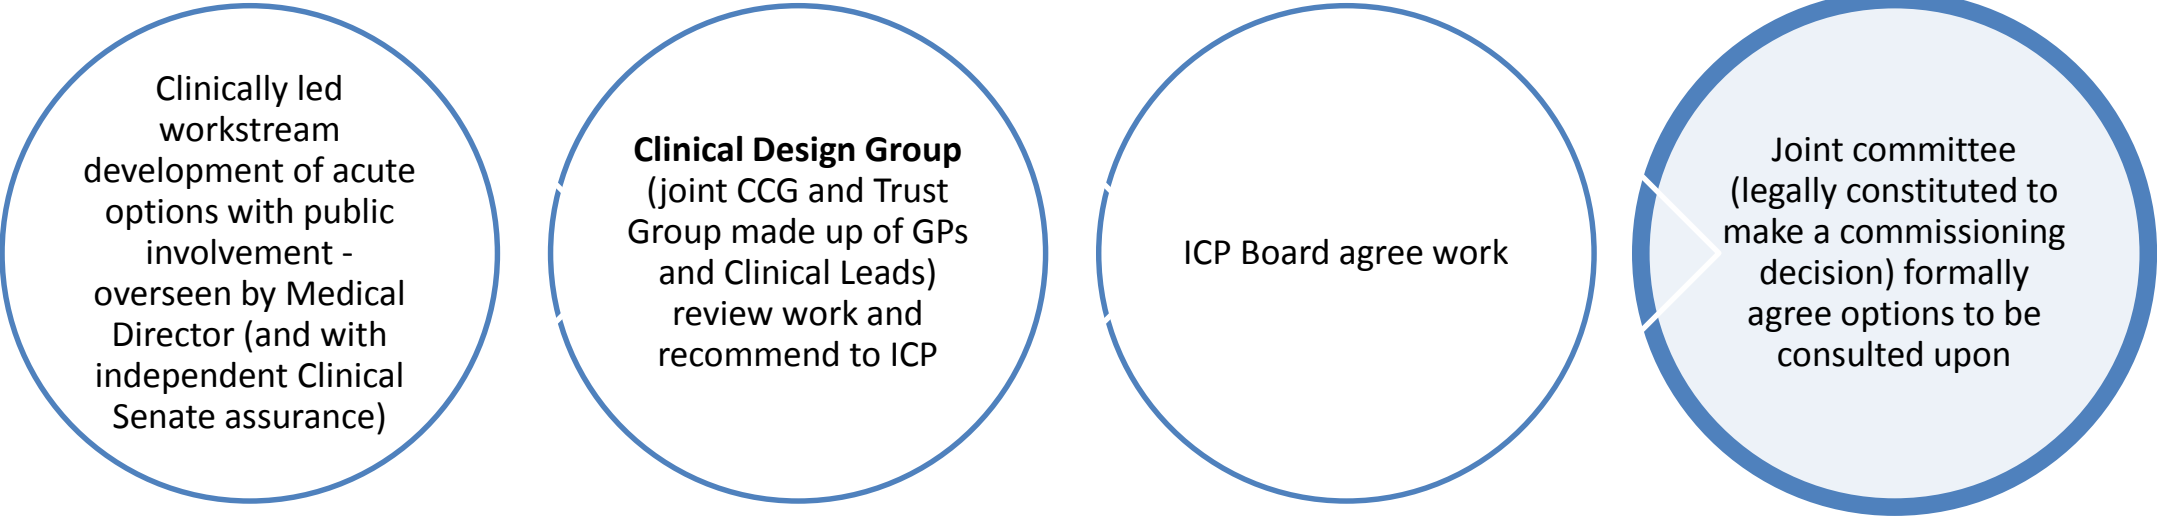 Clinically led
workstream
development of acute
options with public
involvement -
overseen by Medical
Director (and with
independent Clinical
Senate assurance)
Clinical Design Group
(joint CCG and Trust
Group made up of GPs
and Clinical Leads)
review work and
recommend to ICP
ICP Board agree work
Joint committee
(legally constituted to
make a commissioning
decision) formally
agree options to be
consulted upon